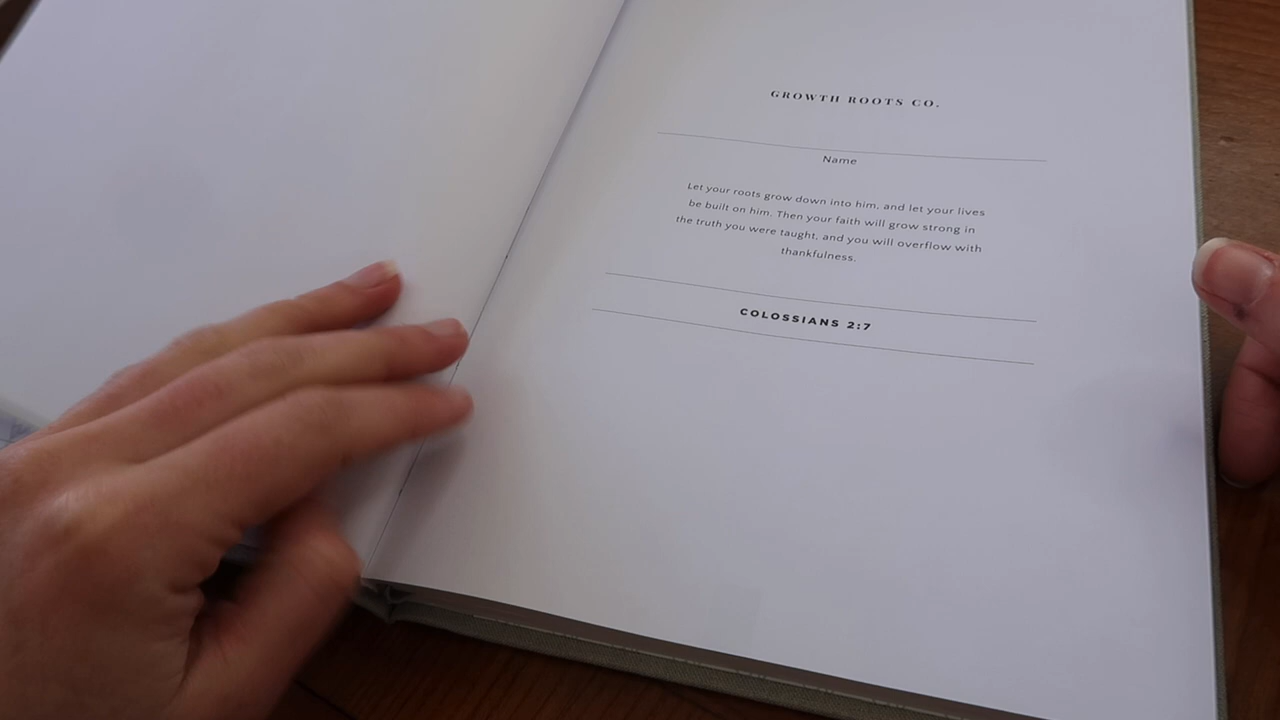 GROWTH ROOTS CO.
Name
Let your roots grow down into him, and let your lives
be built on him. Then your faith will grow strong in
the truth you were taught, and you will overflow with
thankfulness.
COLOSSIANS 2:7